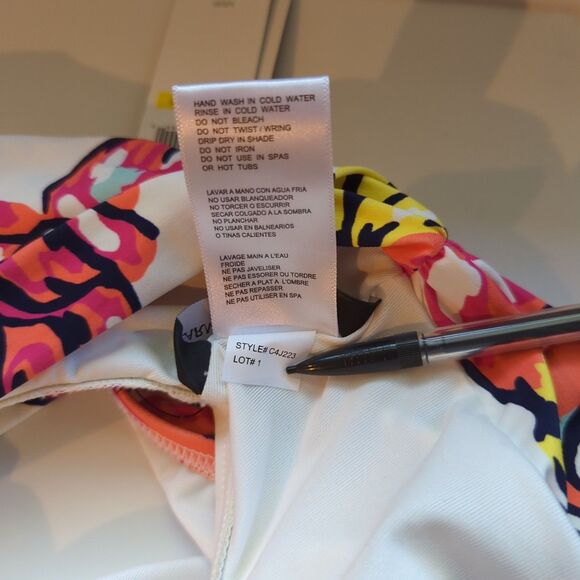 HAND WASH IN COLD WATER
RINSE IN COLD WATER
DO NOT BLEACH
DO NOT TWIST / WRING
DRIP DRY IN SHADE
DO NOT IRON
DO NOT USE IN SPAS
OR HOT TUBS
LAVAR A MANO CON AGUA FRIA
NO USAR BLANQUEADOR
NO TORCER O ESCURRIR
SECAR COLGADO A LA SOMBRA
NO PLANCHAR
NO USAR EN BALNEARIOS
O TINAS CALIENTES
LAVAGE MAIN A L'EAU
FROIDE
NE PAS JAVELISER
NE PAS ESSORER OU TORDRE
SECHER A PLAT A L'OMBRE
NE PAS REPASSER
NE PAS UTILISER EN SPA
STYLE# C4J223
LOT# 1